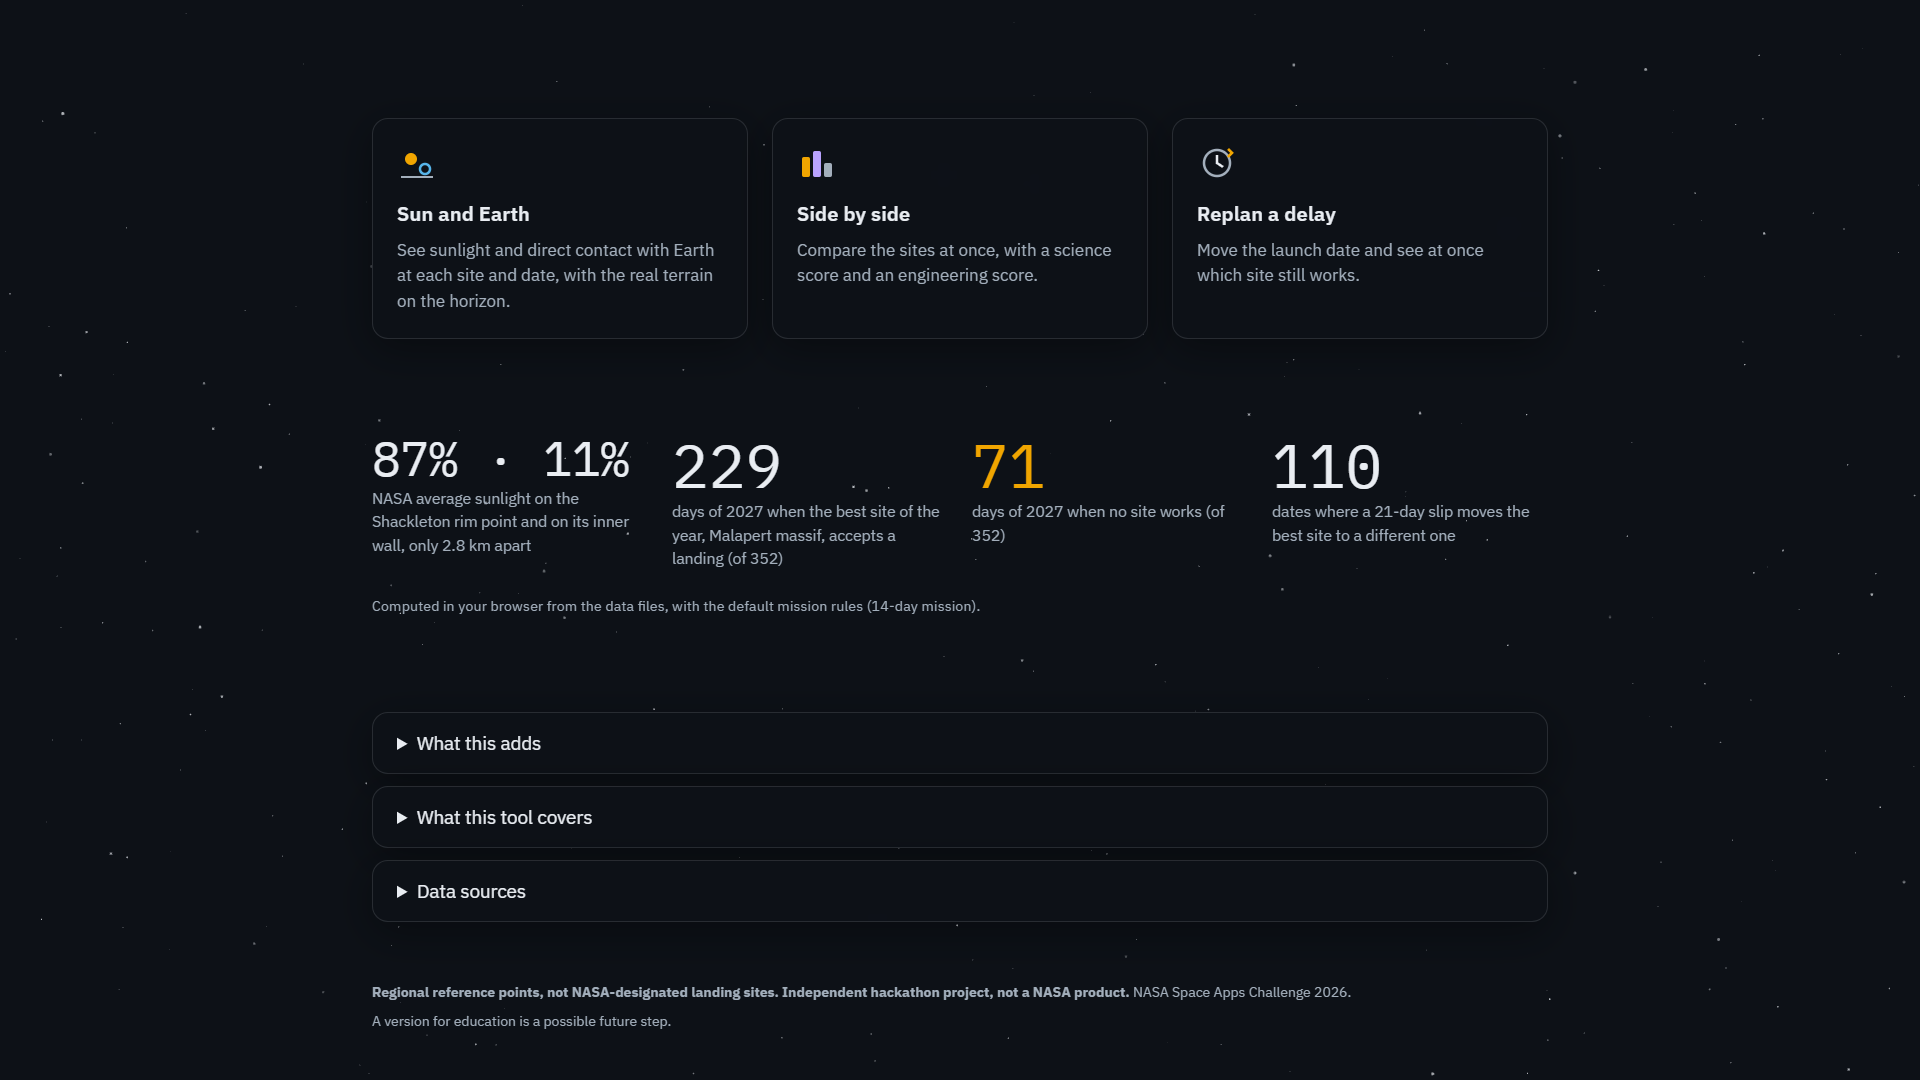 Sun and Earth
See sunlight and direct contact with Earth
at each site and date, with the real terrain
on the horizon.
Side by side
Compare the sites at once, with a science
score and an engineering score.
Replan a delay
Move the launch date and see at once
which site still works.
87% · 11%
NASA average sunlight on the
Shackleton rim point and on its inner
wall, only 2.8 km apart
229
days of 2027 when the best site of the
year, Malapert massif, accepts a
landing (of 352)
71
days of 2027 when no site works (of
352)
110
dates where a 21-day slip moves the
best site to a different one
Computed in your browser from the data files, with the default mission rules (14-day mission).
What this adds
What this tool covers
Data sources
Regional reference points, not NASA-designated landing sites. Independent hackathon project, not a NASA product. NASA Space Apps Challenge 2026.
A version for education is a possible future step.